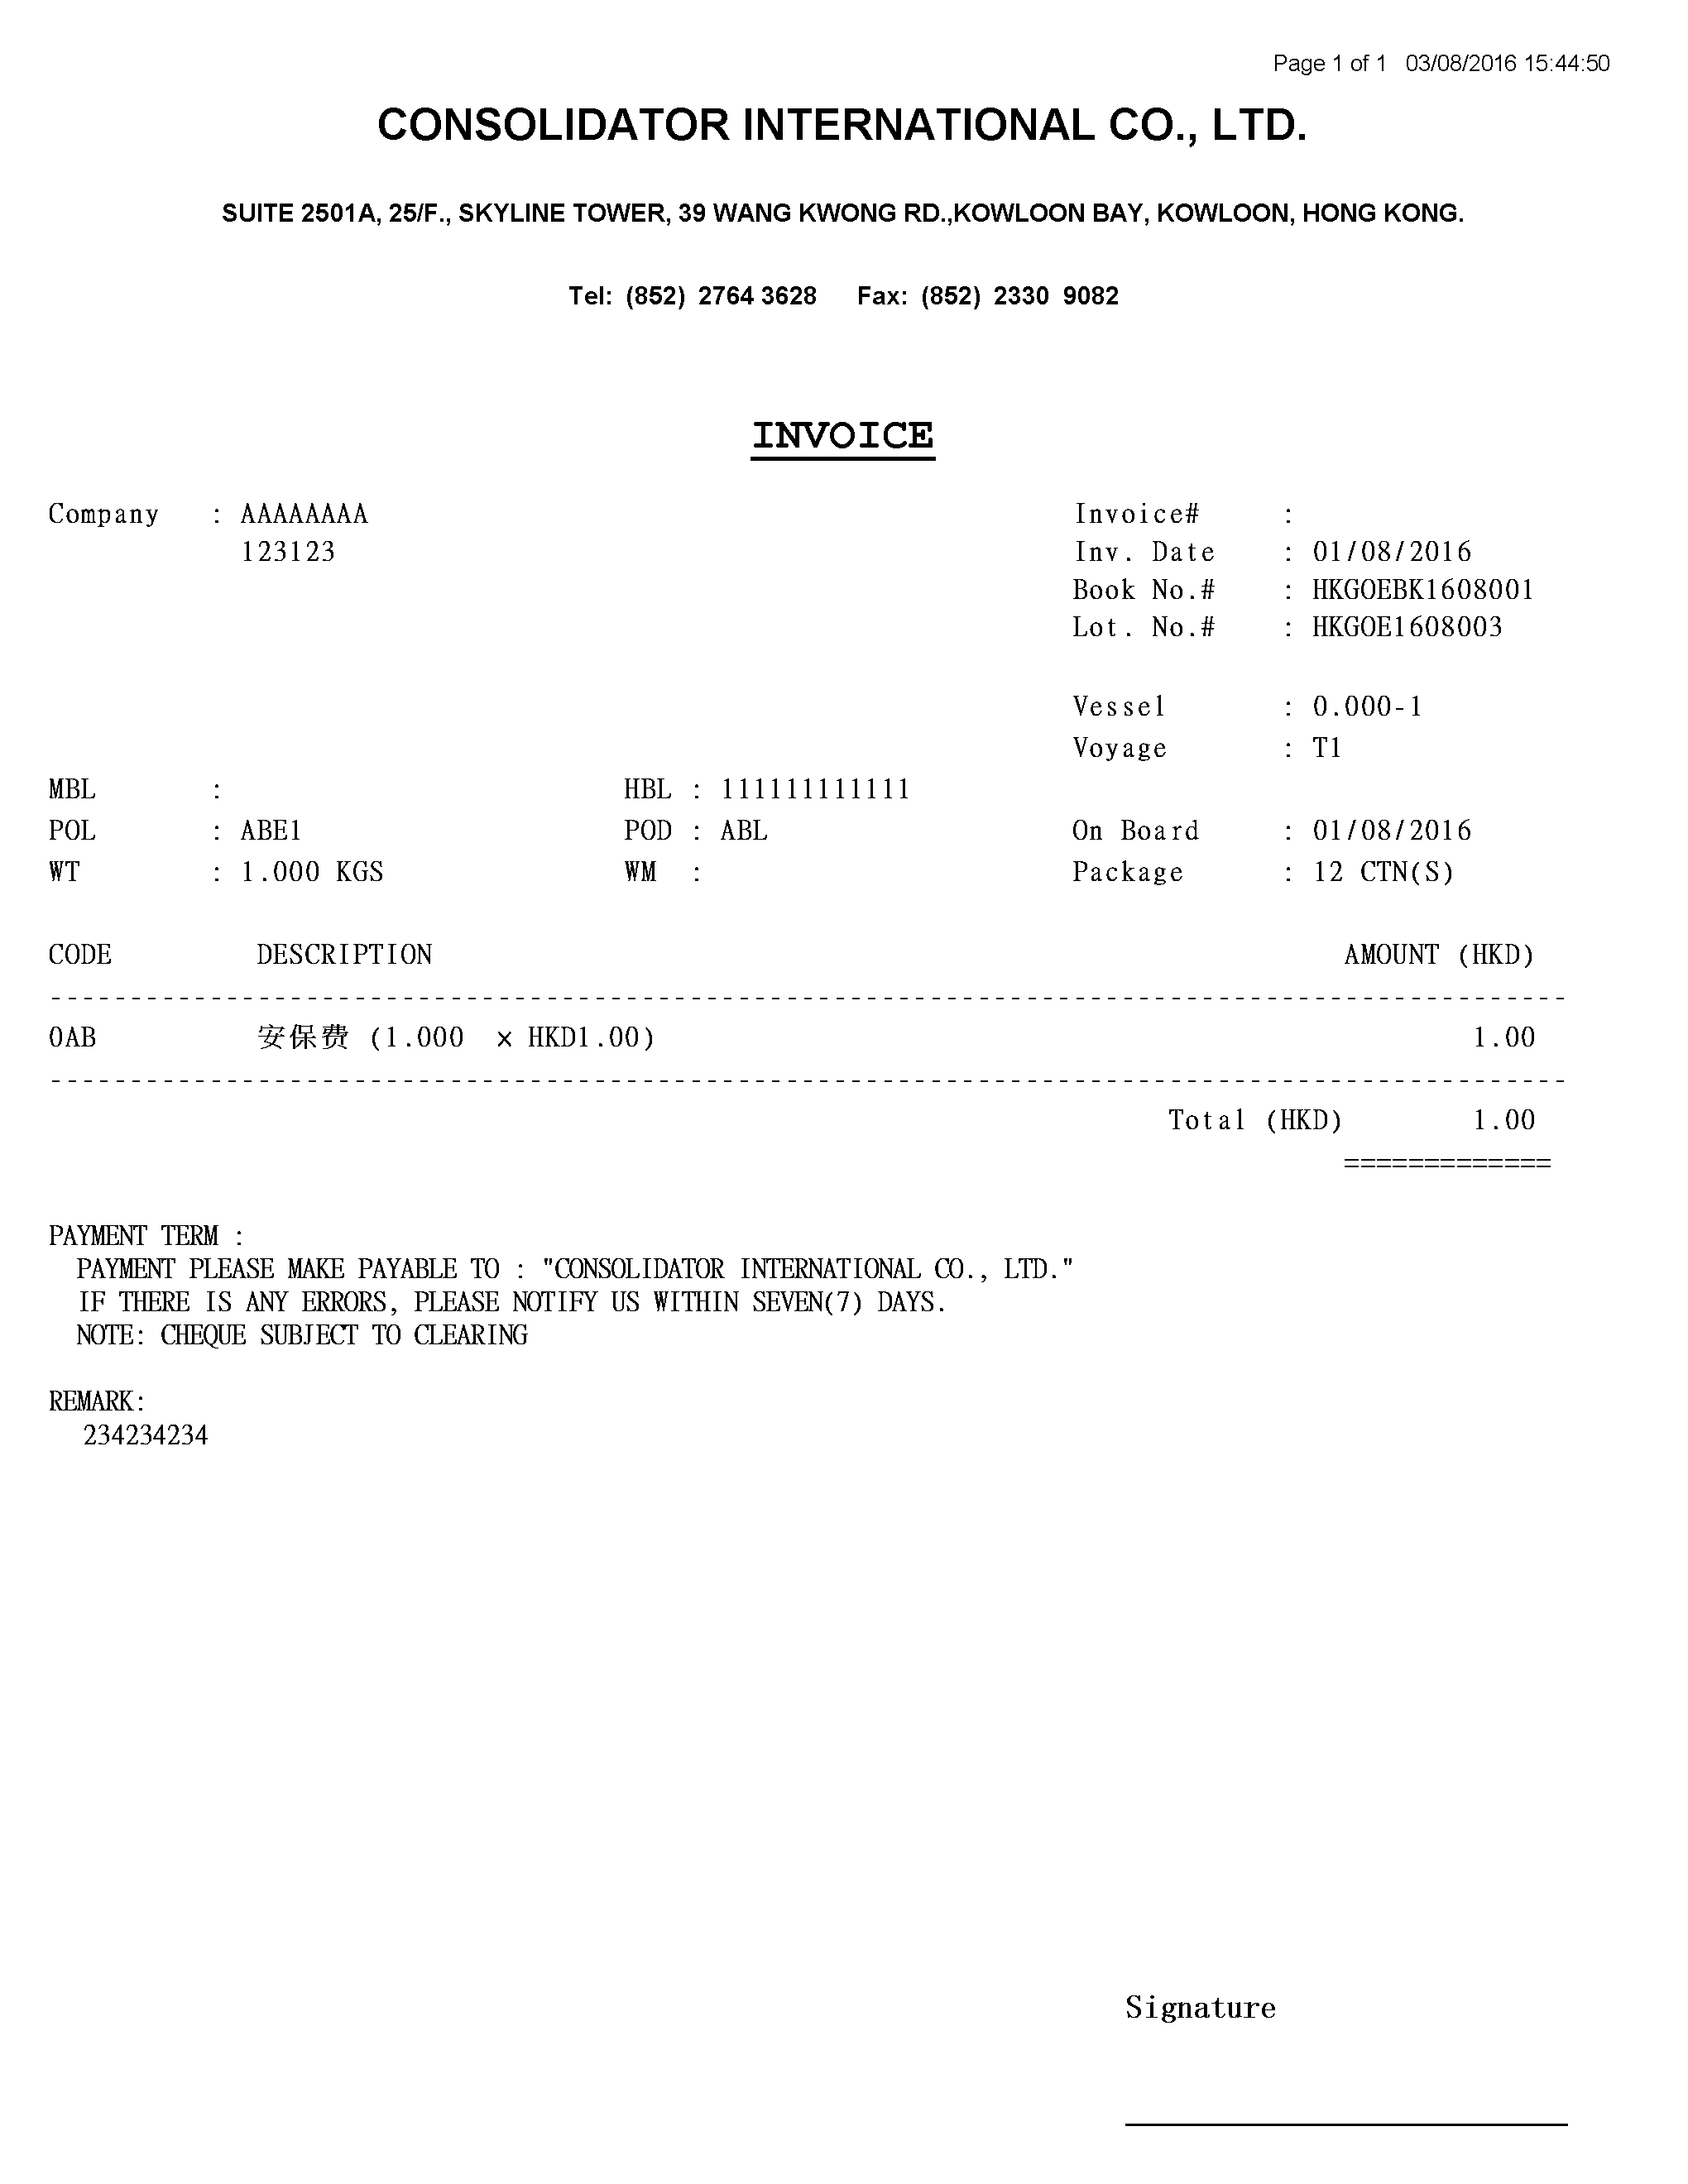 Page 1 of 1 03/08/2016 15:44:50
CONSOLIDATOR INTERNATIONAL CO., LTD.
SUITE 2501A, 25/F., SKYLINE TOWER, 39 WANG KWONG RD.,KOWLOON BAY, KOWLOON, HONG KONG.
Tel: (852) 2764 3628 Fax: (852) 2330 9082
INVOICE
Company : AAAAAAAA Invoice# :
123123 Inv. Date : 01/08/2016
Book No.# : HKGOEBK1608001
Lot. No.# : HKGOE1608003
Vessel : 0.000-1
Voyage : T1
MBL : HBL : 111111111111
POL : ABE1 POD : ABL On Board : 01/08/2016
WT : 1.000 KGS WM : Package : 12 CTN(S)
CODE DESCRIPTION AMOUNT (HKD)
OAB 安保费 (1.000 × HKD1.00) 1.00
Total (HKD) 1.00
=============
PAYMENT TERM :
PAYMENT PLEASE MAKE PAYABLE TO : "CONSOLIDATOR INTERNATIONAL CO., LTD."
IF THERE IS ANY ERRORS, PLEASE NOTIFY US WITHIN SEVEN(7) DAYS.
NOTE: CHEQUE SUBJECT TO CLEARING
REMARK:
234234234
Signature